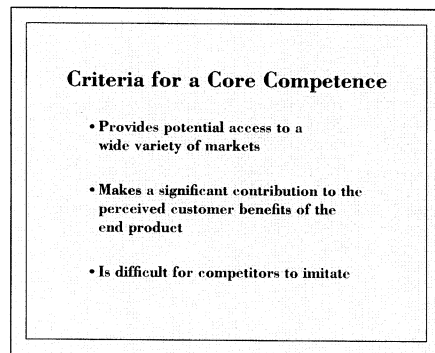 Criteria for a Core Competence
• Provides potential access to a
wide variety of markets
• Makes a significant contribution to the
perceived customer benefits of the
end product
• Is difficult for competitors to imitate